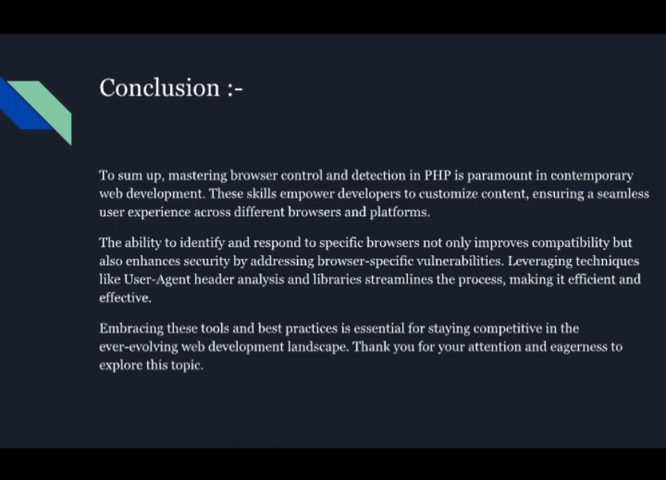 Conclusion :-
To sum up, mastering browser control and detection in PHP is paramount in contemporary
web development. These skills empower developers to customize content, ensuring a seamless
user experience across different browsers and platforms.
The ability to identify and respond to specific browsers not only improves compatibility but
also enhances security by addressing browser-specific vulnerabilities. Leveraging techniques
like User-Agent header analysis and libraries streamlines the process, making it efficient and
effective.
Embracing these tools and best practices is essential for staying competitive in the
ever-evolving web development landscape. Thank you for your attention and eagerness to
explore this topic.